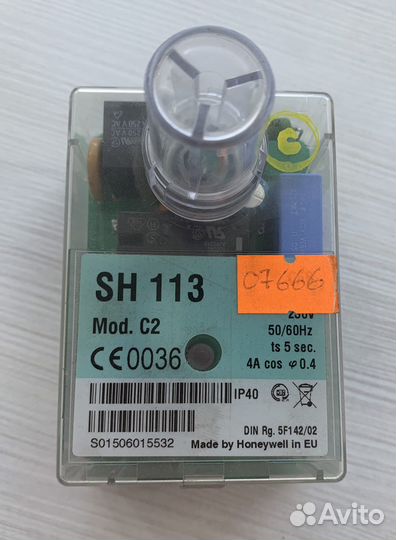 SH 113
07666
Mod. C2
230V
50/60Hz
ts 5 sec.
4A cos φ 0.4
CE 0036
IP40
DIN Rg. 5F142/02
S01506015532
Made by Honeywell in EU
C
Avito